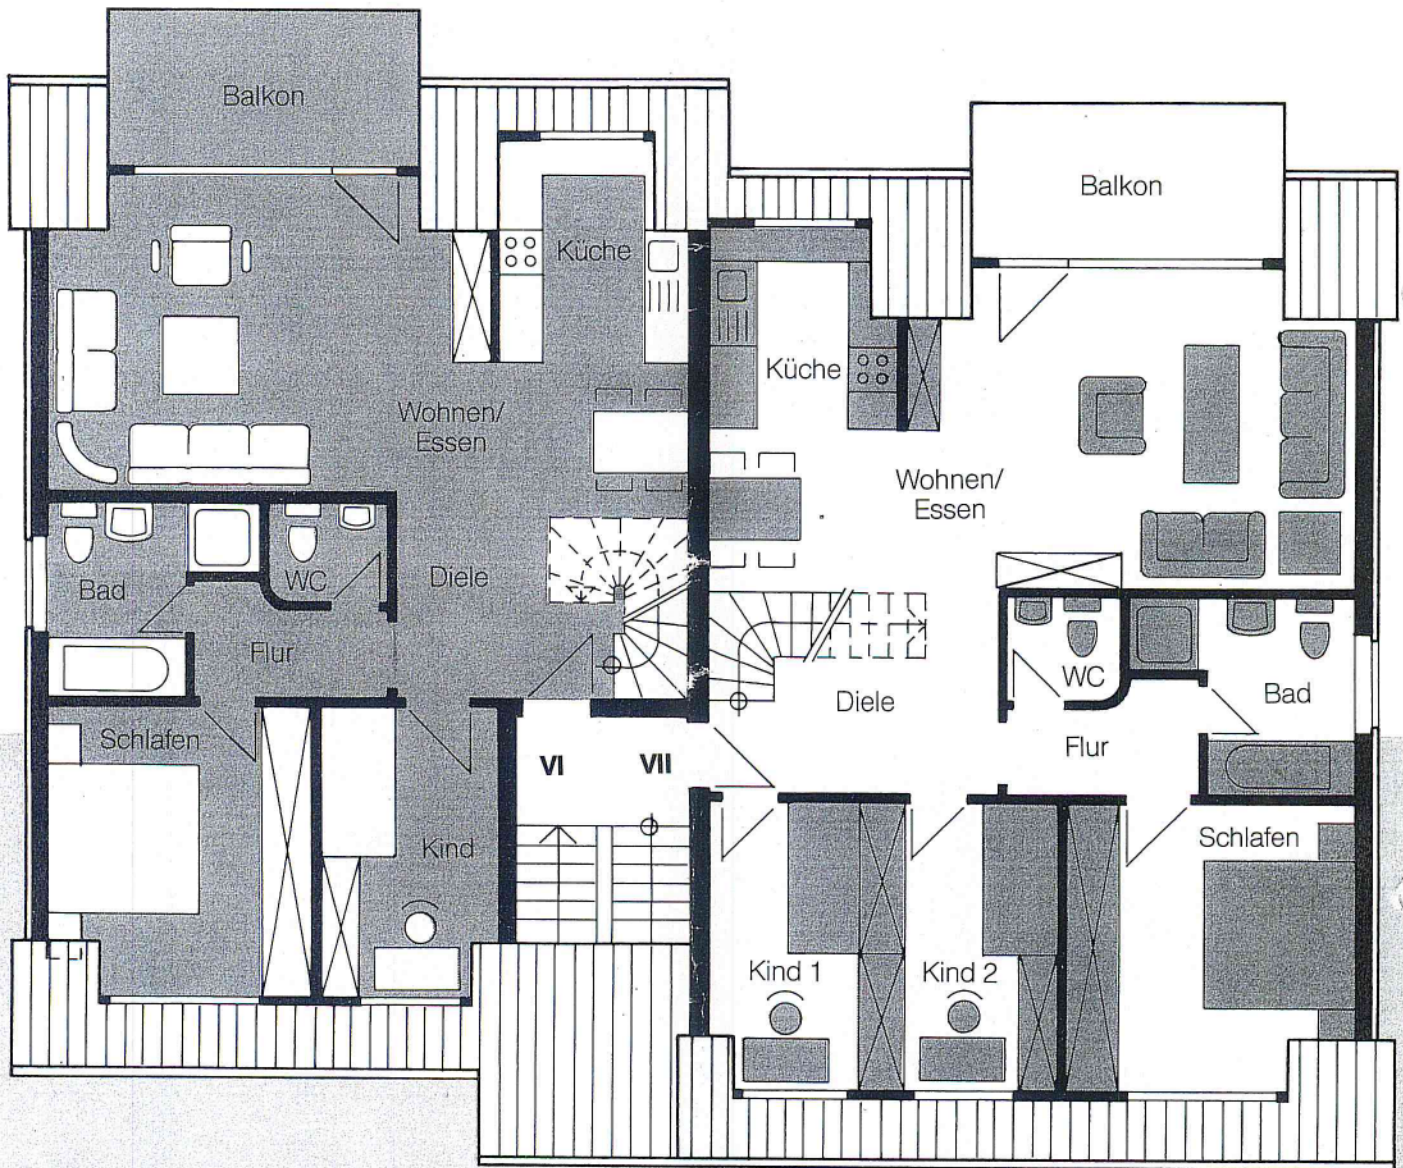 Balkon
Küche
Wohnen/
Essen
Bad
WC
Diele
Flur
Schlafen
Kind
VI
VII
Balkon
Küche
Wohnen/
Essen
WC
Bad
Diele
Flur
Schlafen
Kind 1
Kind 2